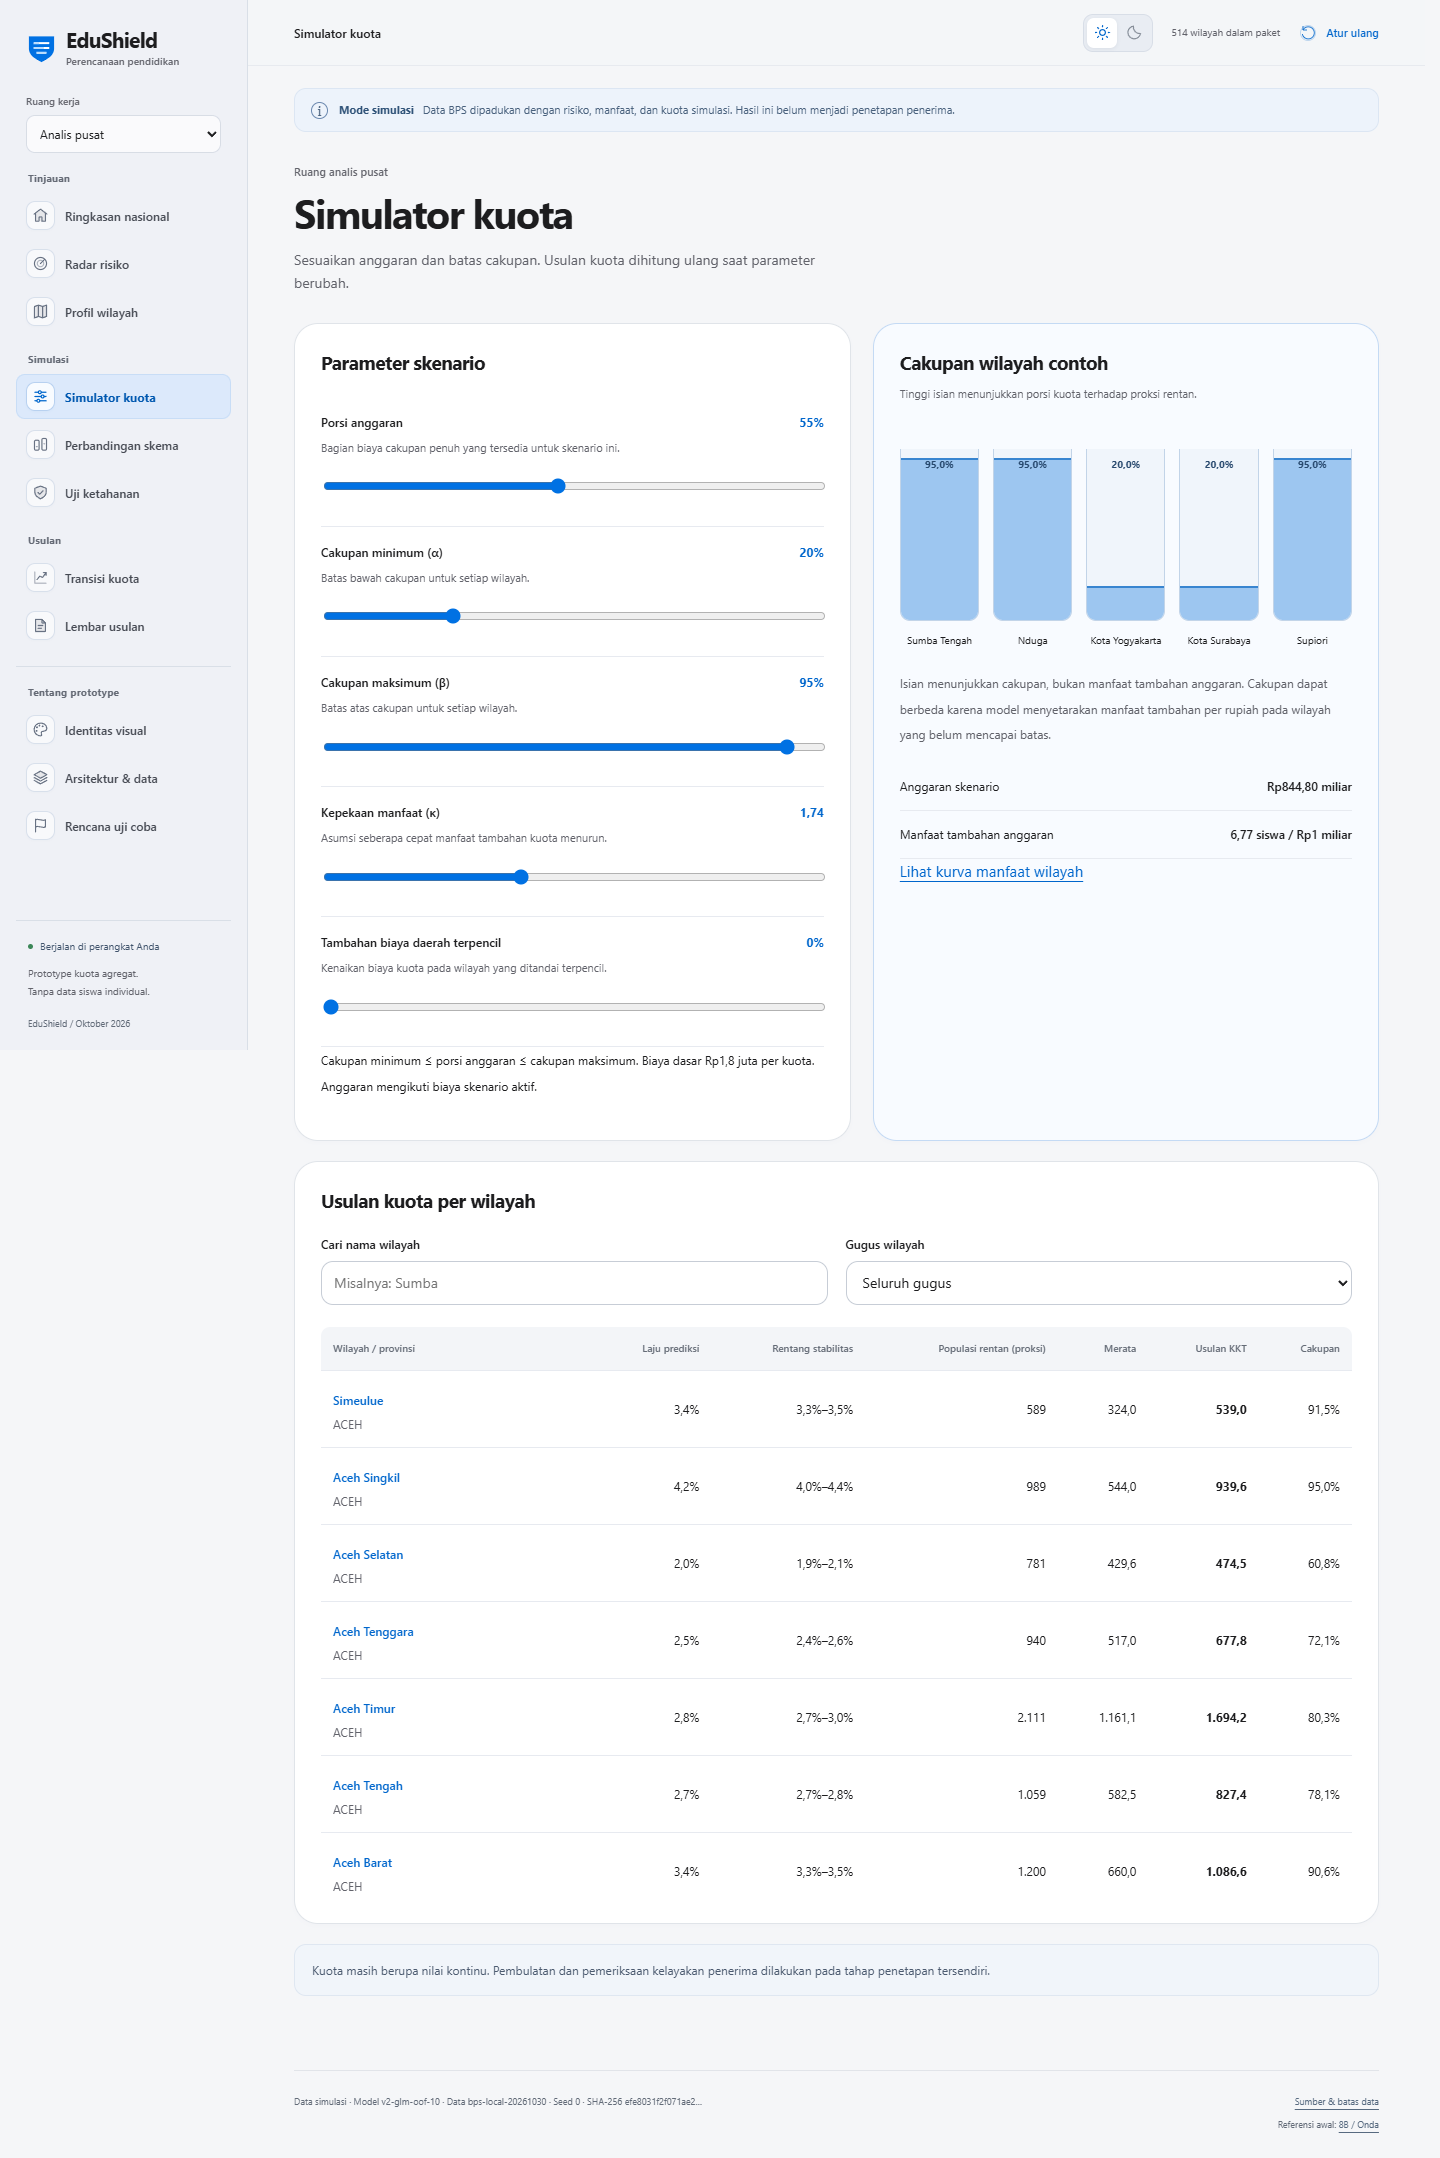 EduShield
Perencanaan pendidikan
Ruang kerja
Analis pusat
Tinjauan
Ringkasan nasional
Radar risiko
Profil wilayah
Simulasi
Simulator kuota
Perbandingan skema
Uji ketahanan
Usulan
Transisi kuota
Lembar usulan
Tentang prototype
Identitas visual
Arsitektur & data
Rencana uji coba
Berjalan di perangkat Anda
Prototype kuota agregat.
Tanpa data siswa individual.
EduShield / Oktober 2026
Simulator kuota
514 wilayah dalam paket
Atur ulang
Mode simulasi Data BPS dipadukan dengan risiko, manfaat, dan kuota simulasi. Hasil ini belum menjadi penetapan penerima.
Ruang analis pusat
Simulator kuota
Sesuaikan anggaran dan batas cakupan. Usulan kuota dihitung ulang saat parameter
berubah.
Parameter skenario
Porsi anggaran 55%
Bagian biaya cakupan penuh yang tersedia untuk skenario ini.
Cakupan minimum (α) 20%
Batas bawah cakupan untuk setiap wilayah.
Cakupan maksimum (β) 95%
Batas atas cakupan untuk setiap wilayah.
Kepekaan manfaat (κ) 1,74
Asumsi seberapa cepat manfaat tambahan kuota menurun.
Tambahan biaya daerah terpencil 0%
Kenaikan biaya kuota pada wilayah yang ditandai terpencil.
Cakupan minimum ≤ porsi anggaran ≤ cakupan maksimum. Biaya dasar Rp1,8 juta per kuota.
Anggaran mengikuti biaya skenario aktif.
Cakupan wilayah contoh
Tinggi isian menunjukkan porsi kuota terhadap proksi rentan.
95,0% 95,0% 20,0% 20,0% 95,0%
Sumba Tengah Nduga Kota Yogyakarta Kota Surabaya Supiori
Isian menunjukkan cakupan, bukan manfaat tambahan anggaran. Cakupan dapat
berbeda karena model menyetarakan manfaat tambahan per rupiah pada wilayah
yang belum mencapai batas.
Anggaran skenario Rp844,80 miliar
Manfaat tambahan anggaran 6,77 siswa / Rp1 miliar
Lihat kurva manfaat wilayah
Usulan kuota per wilayah
Cari nama wilayah
Misalnya: Sumba
Gugus wilayah
Seluruh gugus
Wilayah / provinsi Laju prediksi Rentang stabilitas Populasi rentan (proksi) Merata Usulan KKT Cakupan
Simeulue
ACEH
3,4% 3,3%–3,5% 589 324,0 539,0 91,5%
Aceh Singkil
ACEH
4,2% 4,0%–4,4% 989 544,0 939,6 95,0%
Aceh Selatan
ACEH
2,0% 1,9%–2,1% 781 429,6 474,5 60,8%
Aceh Tenggara
ACEH
2,5% 2,4%–2,6% 940 517,0 677,8 72,1%
Aceh Timur
ACEH
2,8% 2,7%–3,0% 2.111 1.161,1 1.694,2 80,3%
Aceh Tengah
ACEH
2,7% 2,7%–2,8% 1.059 582,5 827,4 78,1%
Aceh Barat
ACEH
3,4% 3,3%–3,5% 1.200 660,0 1.086,6 90,6%
Kuota masih berupa nilai kontinu. Pembulatan dan pemeriksaan kelayakan penerima dilakukan pada tahap penetapan tersendiri.
Data simulasi · Model v2-glm-oof-10 · Data bps-local-20261030 · Seed 0 · SHA-256 efe8031f2f071ae2…
Sumber & batas data
Referensi awal: 8B / Onda